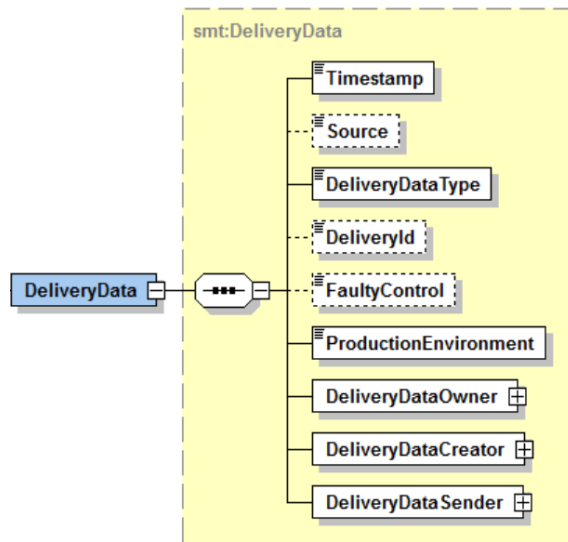 smt:DeliveryData
Timestamp
Source
DeliveryDataType
DeliveryId
DeliveryData
FaultyControl
ProductionEnvironment
DeliveryDataOwner
DeliveryDataCreator
DeliveryDataSender